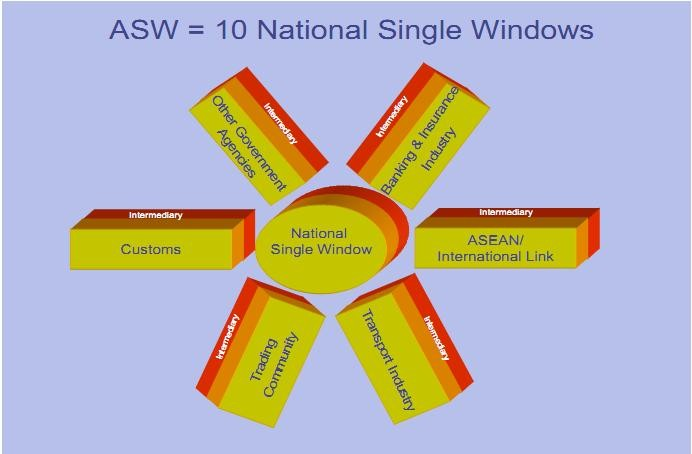 ASW = 10 National Single Windows
Intermediary
Other Government
Agencies
Intermediary
Banking & Insurance
Industry
Intermediary
Customs
National
Single Window
Intermediary
ASEAN/
International Link
Intermediary
Trading
Community
Intermediary
Transport Industry